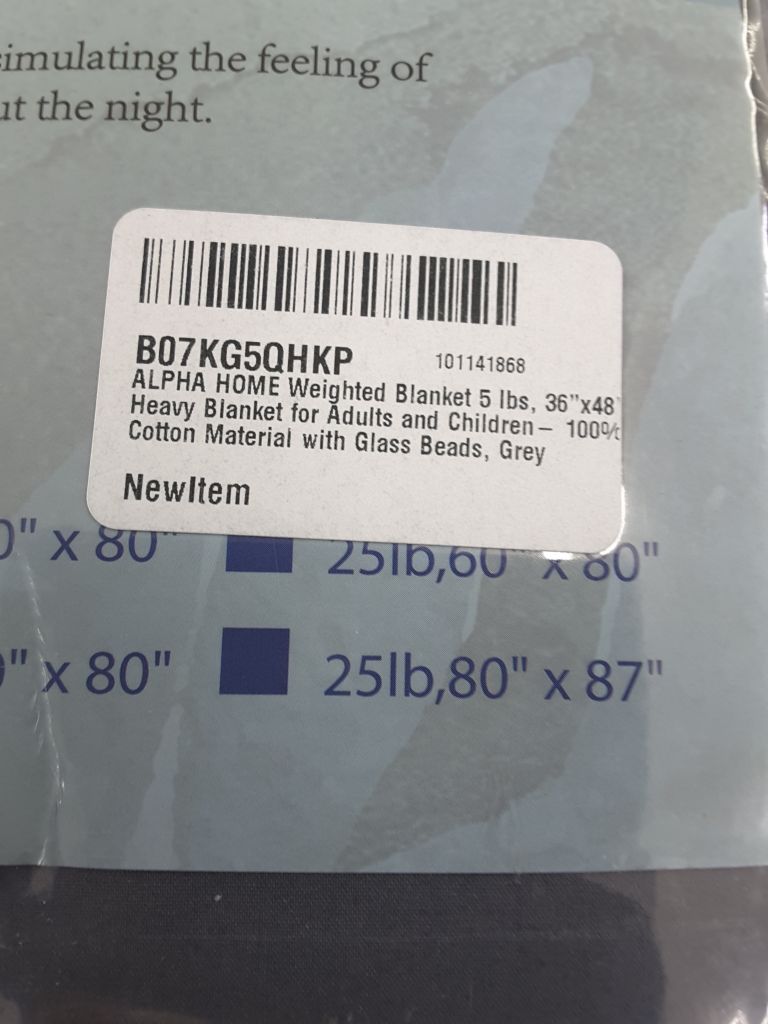 simulating the feeling of
the night.
B07KG5QHKP 101141868
ALPHA HOME Weighted Blanket 5 lbs, 36"x48"
Heavy Blanket for Adults and Children – 100%
Cotton Material with Glass Beads, Grey
NewItem
0" x 80" 25lb,60" x 80"
" x 80" 25lb,80" x 87"